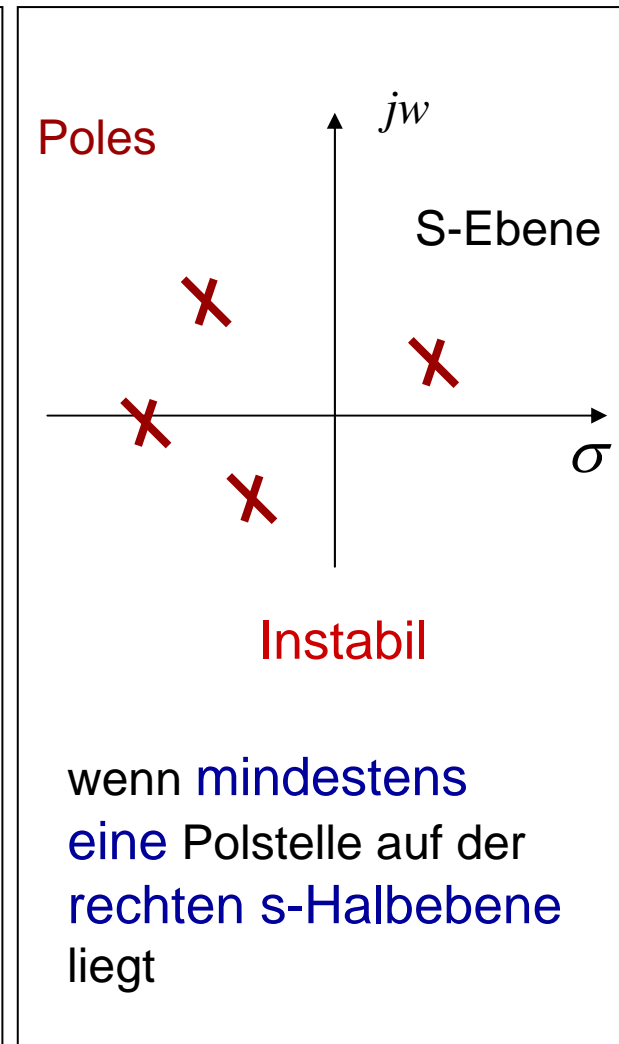 jw
Poles
S-Ebene
σ
Instabil
wenn mindestens
eine Polstelle auf der
rechten s-Halbebene
liegt